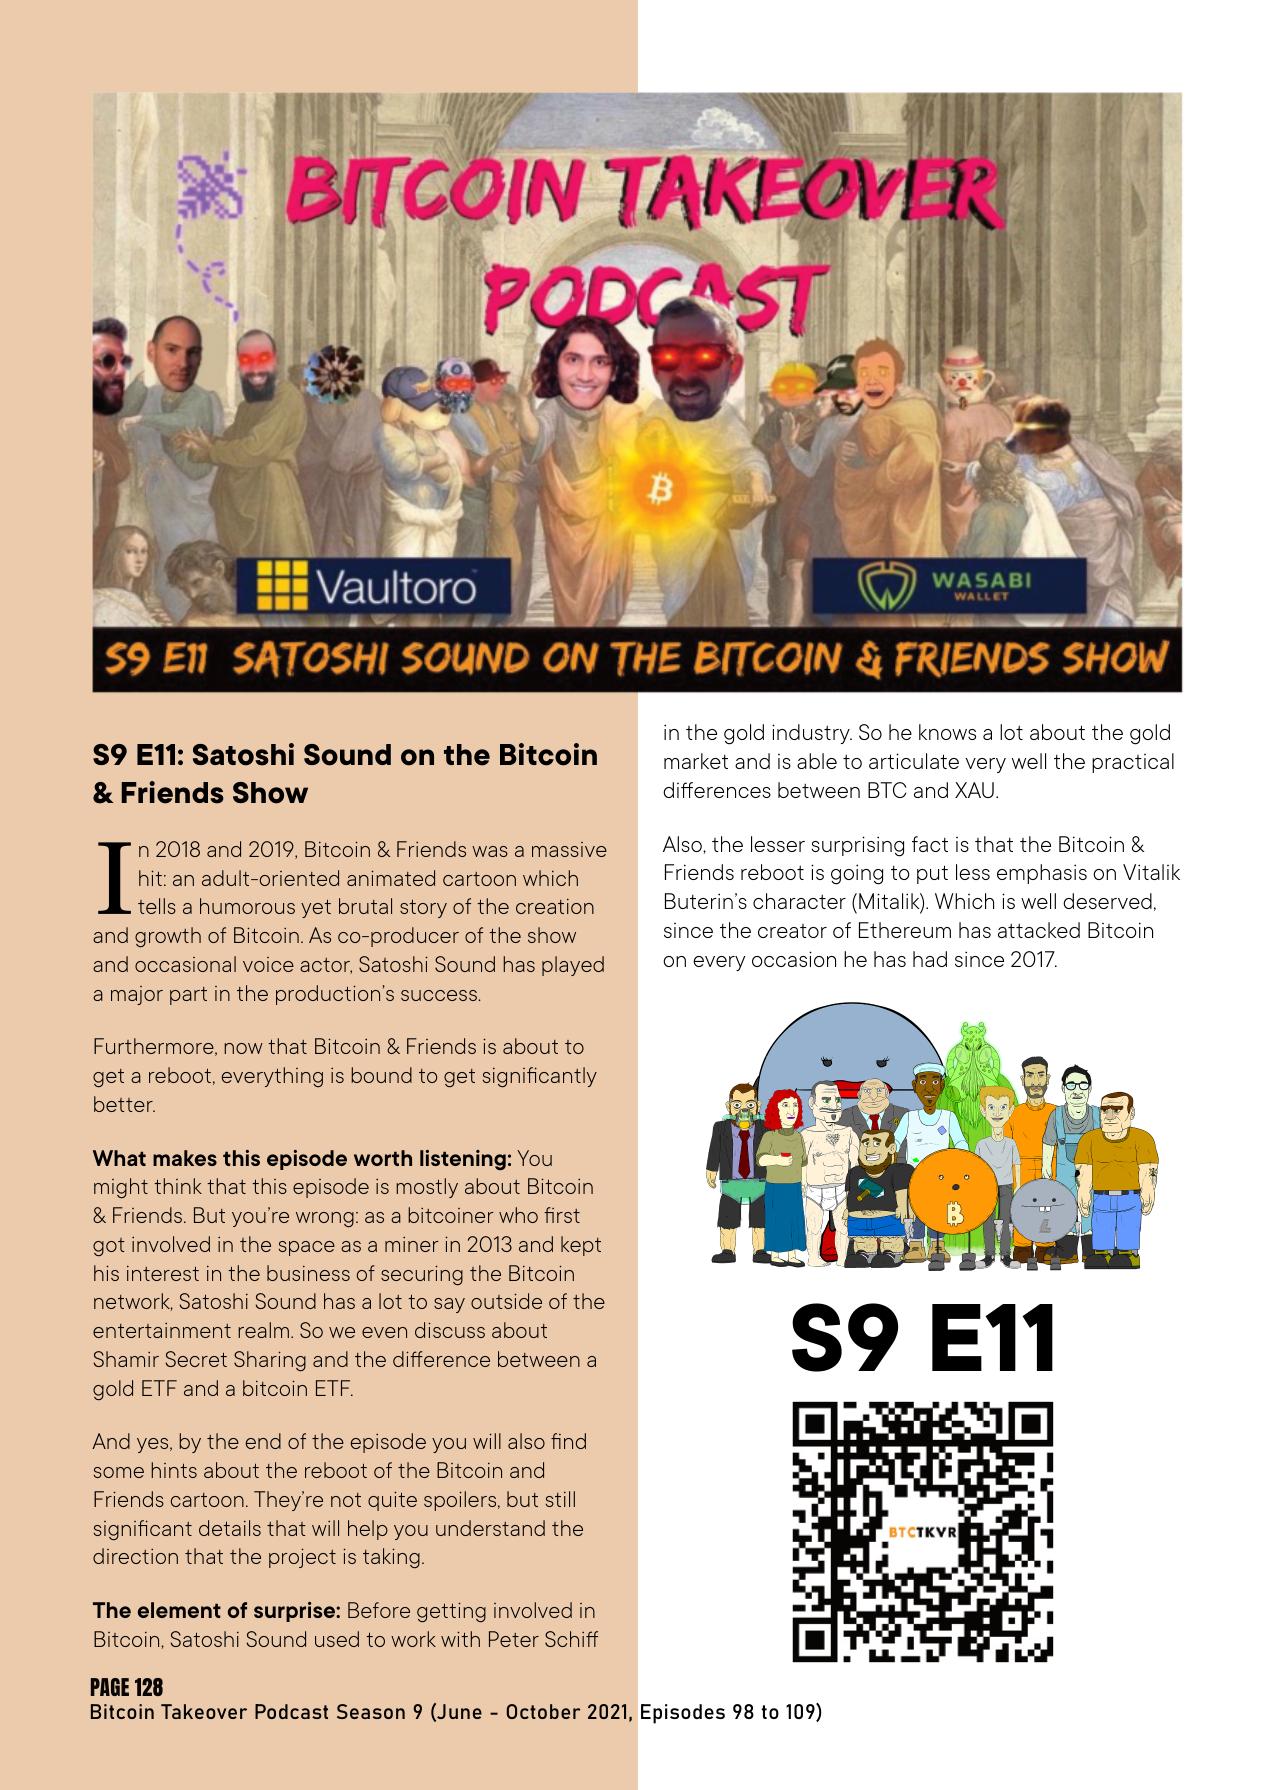 BITCOIN TAKEOVER
PODCAST
B
Vaultoro
WASABI
WALLET
S9 E11 SATOSHI SOUND ON THE BITCOIN & FRIENDS SHOW
S9 E11: Satoshi Sound on the Bitcoin
& Friends Show
In 2018 and 2019, Bitcoin & Friends was a massive
hit: an adult-oriented animated cartoon which
tells a humorous yet brutal story of the creation
and growth of Bitcoin. As co-producer of the show
and occasional voice actor, Satoshi Sound has played
a major part in the production's success.
Furthermore, now that Bitcoin & Friends is about to
get a reboot, everything is bound to get significantly
better.
What makes this episode worth listening: You
might think that this episode is mostly about Bitcoin
& Friends. But you're wrong: as a bitcoiner who first
got involved in the space as a miner in 2013 and kept
his interest in the business of securing the Bitcoin
network, Satoshi Sound has a lot to say outside of the
entertainment realm. So we even discuss about
Shamir Secret Sharing and the difference between a
gold ETF and a bitcoin ETF.
And yes, by the end of the episode you will also find
some hints about the reboot of the Bitcoin and
Friends cartoon. They're not quite spoilers, but still
significant details that will help you understand the
direction that the project is taking.
The element of surprise: Before getting involved in
Bitcoin, Satoshi Sound used to work with Peter Schiff
in the gold industry. So he knows a lot about the gold
market and is able to articulate very well the practical
differences between BTC and XAU.
Also, the lesser surprising fact is that the Bitcoin &
Friends reboot is going to put less emphasis on Vitalik
Buterin's character (Mitalik). Which is well deserved,
since the creator of Ethereum has attacked Bitcoin
on every occasion he has had since 2017.
B
Ł
S9 E11
BTCTKVR
PAGE 128
Bitcoin Takeover Podcast Season 9 (June - October 2021, Episodes 98 to 109)